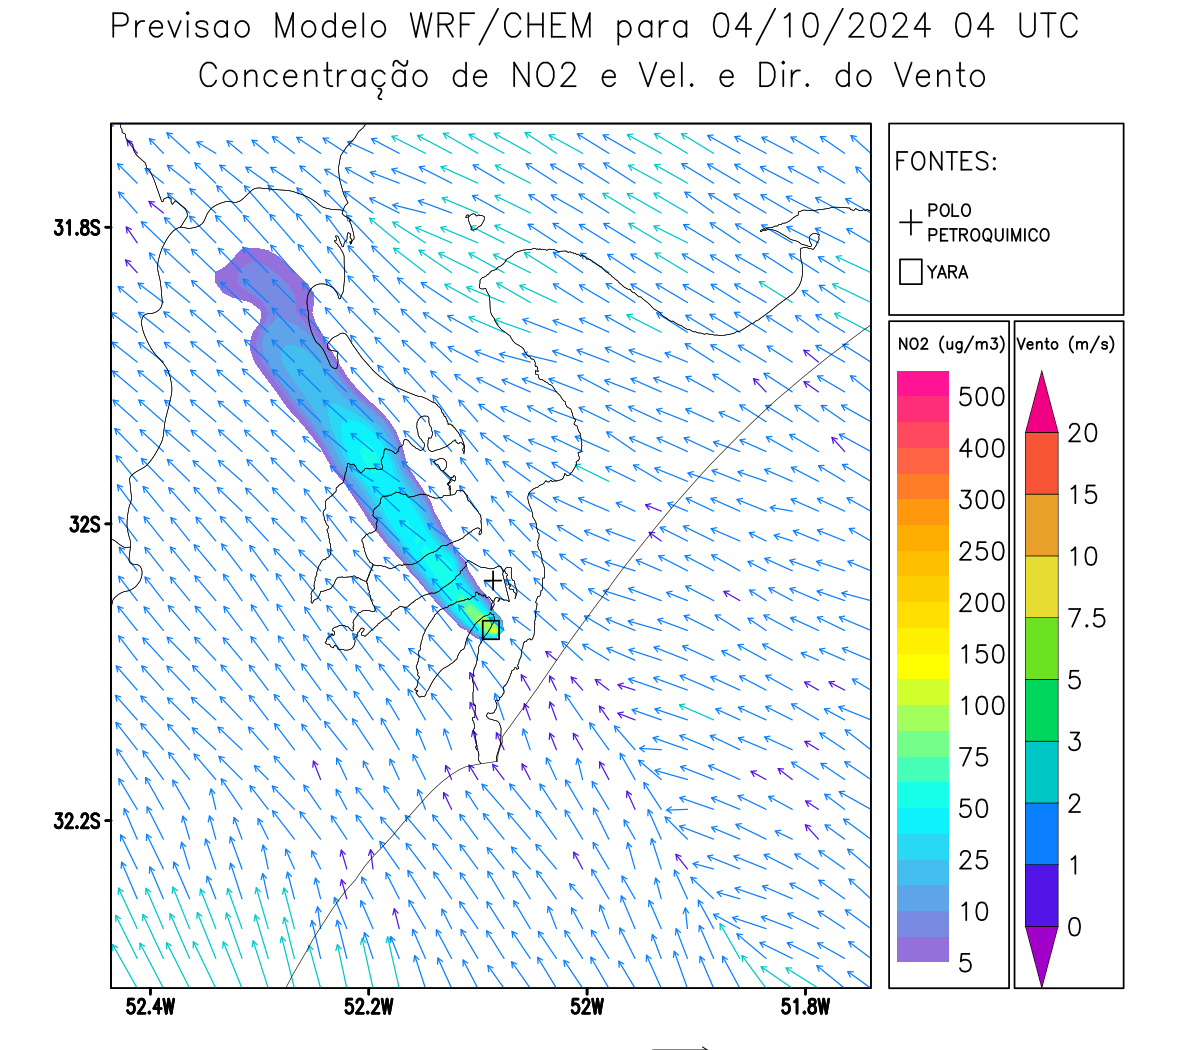 Previsao Modelo WRF/CHEM para 04/10/2024 04 UTC
Concentração de NO2 e Vel. e Dir. do Vento
FONTES:
POLO
PETROQUIMICO
YARA
NO2 (ug/m3)
500
400
300
250
200
150
100
75
50
25
10
5
Vento (m/s)
20
15
10
7.5
5
3
2
1
0
31.8S
32S
32.2S
52.4W
52.2W
52W
51.8W